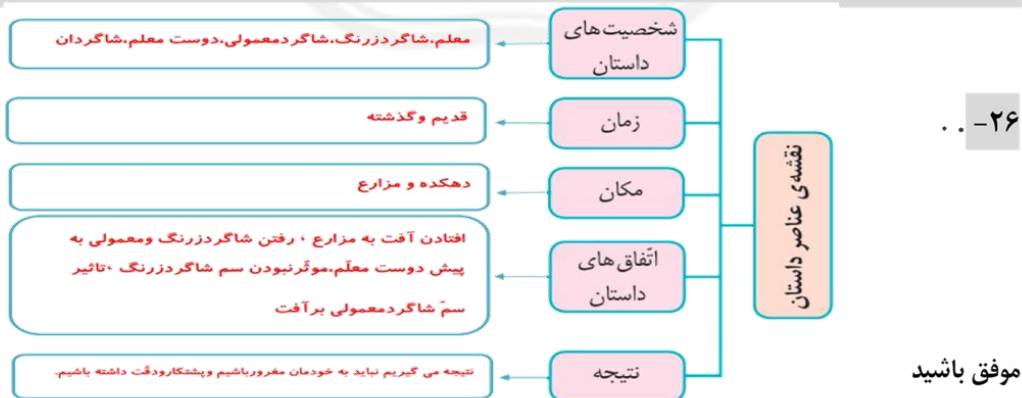 ۲۶- . .
نقشه‌ی عناصر داستان
شخصیت‌های
داستان
معلم،شاگردزرنگ،شاگردمعمولی،دوست معلم،شاگردان
زمان
قدیم وگذشته
مکان
دهکده و مزارع
اتّفاق‌های
داستان
افتادن آفت به مزارع ، رفتن شاگردزرنگ ومعمولی به
پیش دوست معلّم،موثّرنبودن سم شاگردزرنگ ،تاثیر
سمّ شاگردمعمولی برآفت
نتیجه
نتیجه می گیریم نباید به خودمان مغرورباشیم وپشتکارودقّت داشته باشیم.
موفق باشید